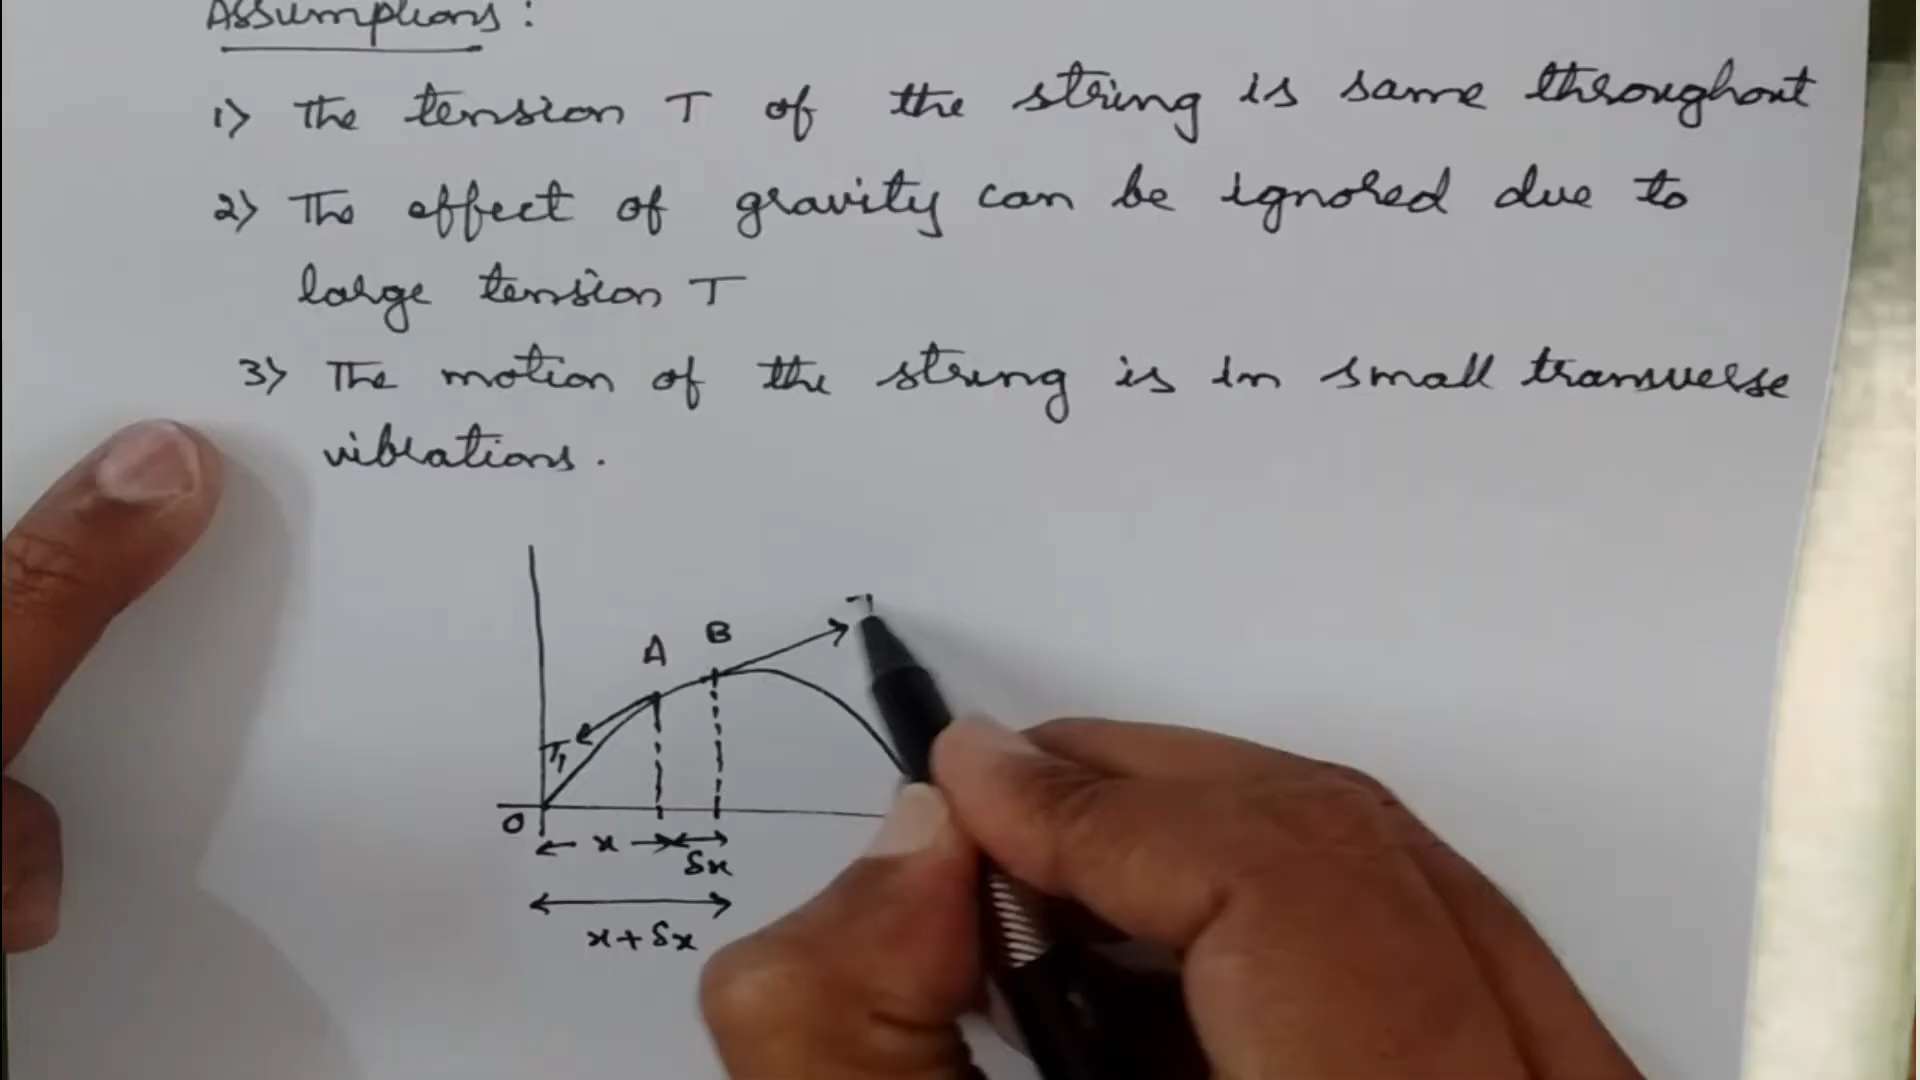 Assumptions :
1) The tension T of the string is same throughout
2) The effect of gravity can be ignored due to
large tension T
3) The motion of the string is in small transverse
vibrations .
A B
T₁
O
x
δx
x + δx